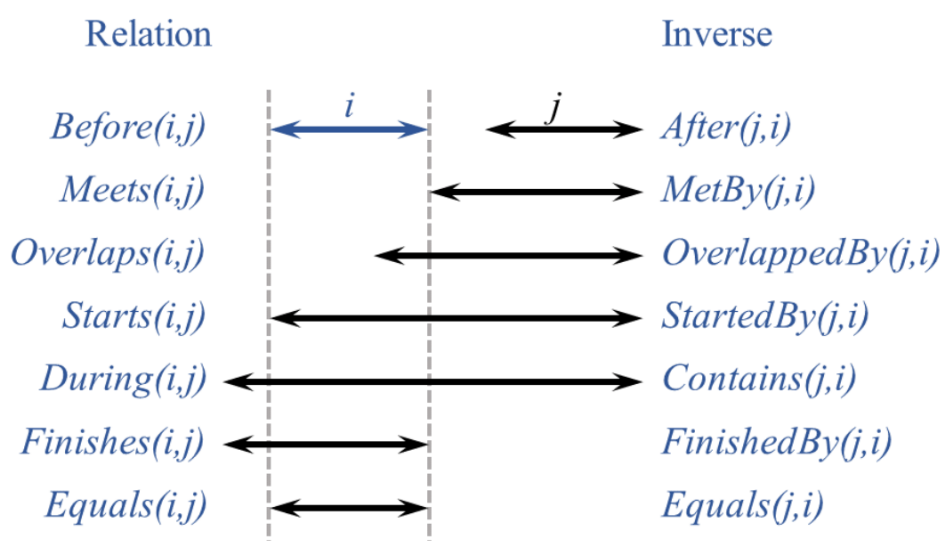 Relation Inverse
Before(i,j) i j After(j,i)
Meets(i,j) MetBy(j,i)
Overlaps(i,j) OverlappedBy(j,i)
Starts(i,j) StartedBy(j,i)
During(i,j) Contains(j,i)
Finishes(i,j) FinishedBy(j,i)
Equals(i,j) Equals(j,i)